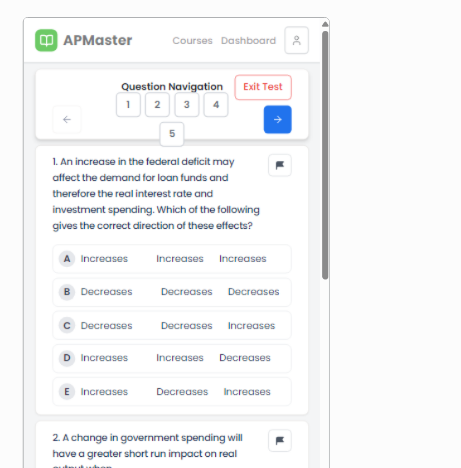 APMaster Courses Dashboard
Question Navigation Exit Test
1 2 3 4
5
1. An increase in the federal deficit may
affect the demand for loan funds and
therefore the real interest rate and
investment spending. Which of the following
gives the correct direction of these effects?
A Increases Increases Increases
B Decreases Decreases Decreases
C Decreases Decreases Increases
D Increases Increases Decreases
E Increases Decreases Increases
2. A change in government spending will
have a greater short run impact on real
output when